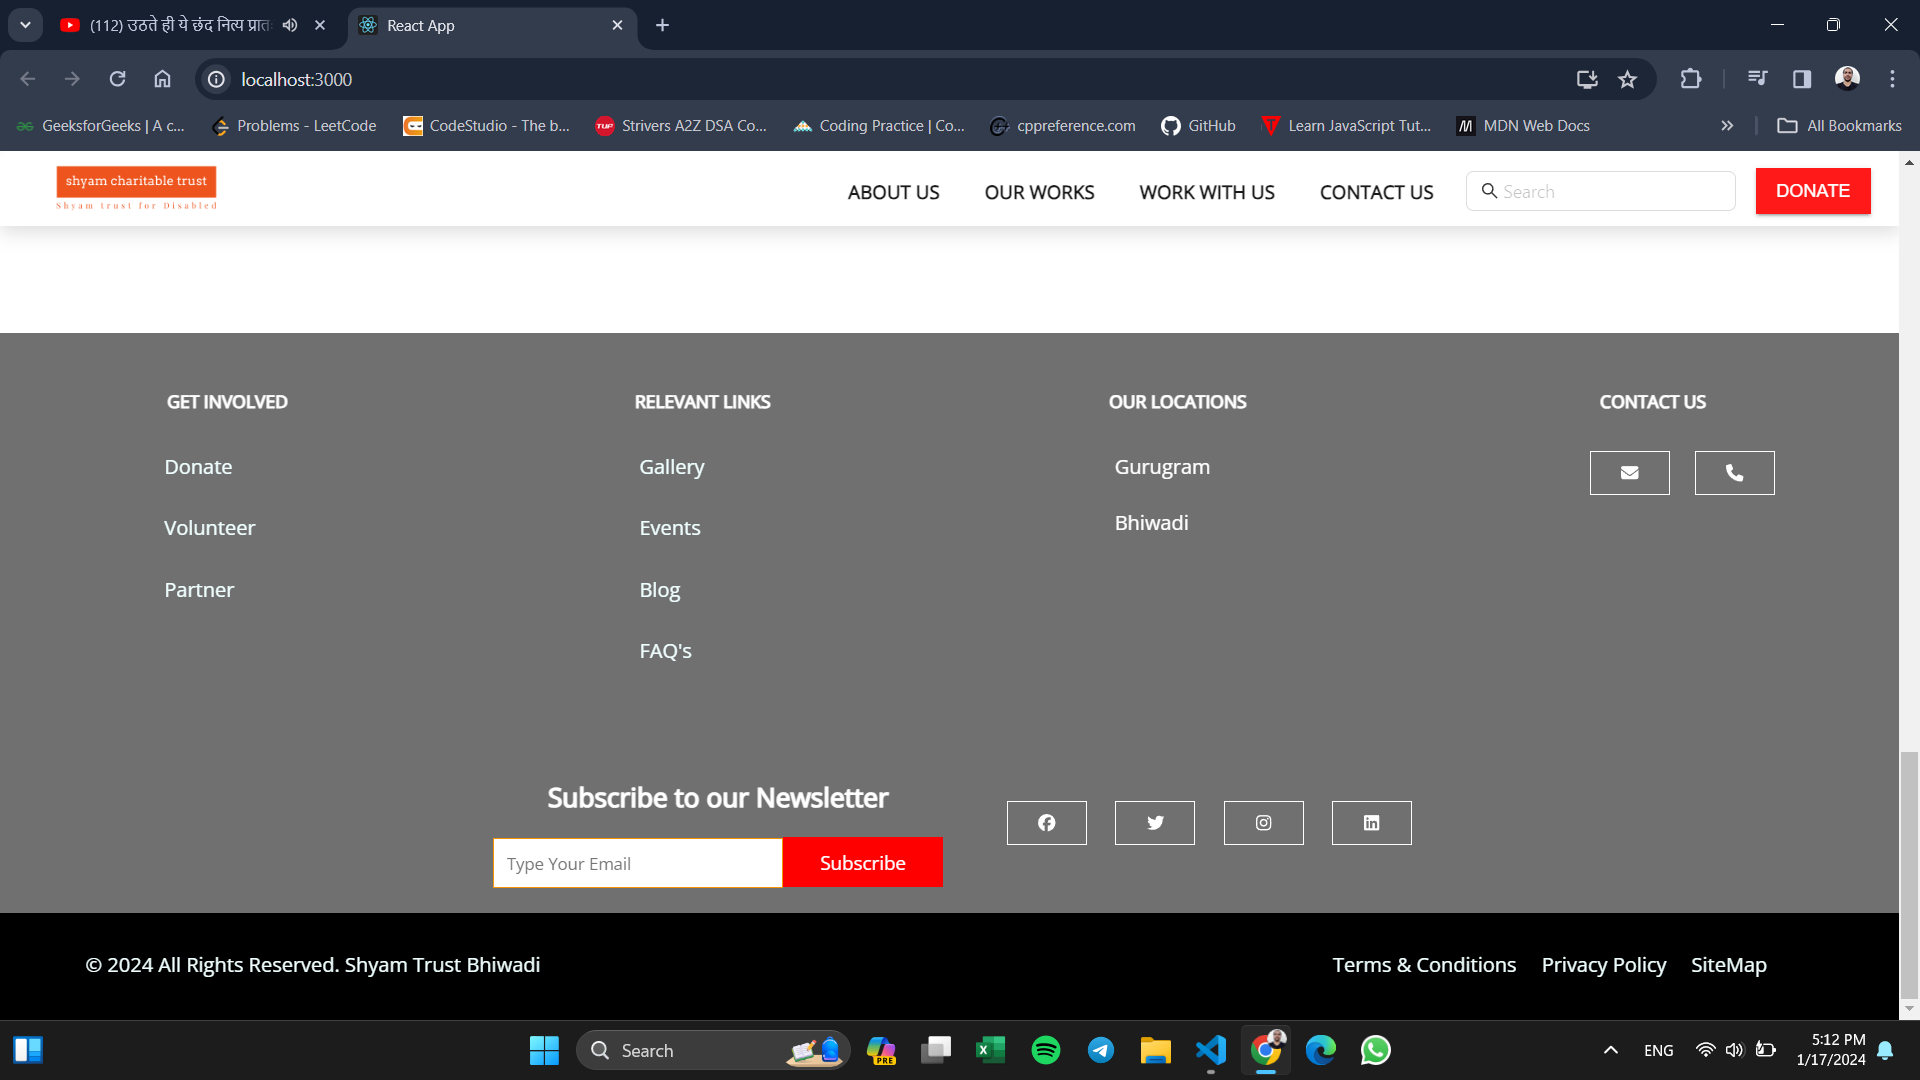 (112) उठते ही ये छंद नित्य प्रात:
React App
localhost:3000
GeeksforGeeks | A c...
Problems - LeetCode
CodeStudio - The b...
TUF
Strivers A2Z DSA Co...
Coding Practice | Co...
cppreference.com
GitHub
Learn JavaScript Tut...
MDN Web Docs
All Bookmarks
shyam charitable trust
Shyam trust for Disabled
ABOUT US
OUR WORKS
WORK WITH US
CONTACT US
Search
DONATE
GET INVOLVED
Donate
Volunteer
Partner
RELEVANT LINKS
Gallery
Events
Blog
FAQ's
OUR LOCATIONS
Gurugram
Bhiwadi
CONTACT US
Subscribe to our Newsletter
Type Your Email
Subscribe
© 2024 All Rights Reserved. Shyam Trust Bhiwadi
Terms & Conditions
Privacy Policy
SiteMap
Search
PRE
ENG
5:12 PM
1/17/2024